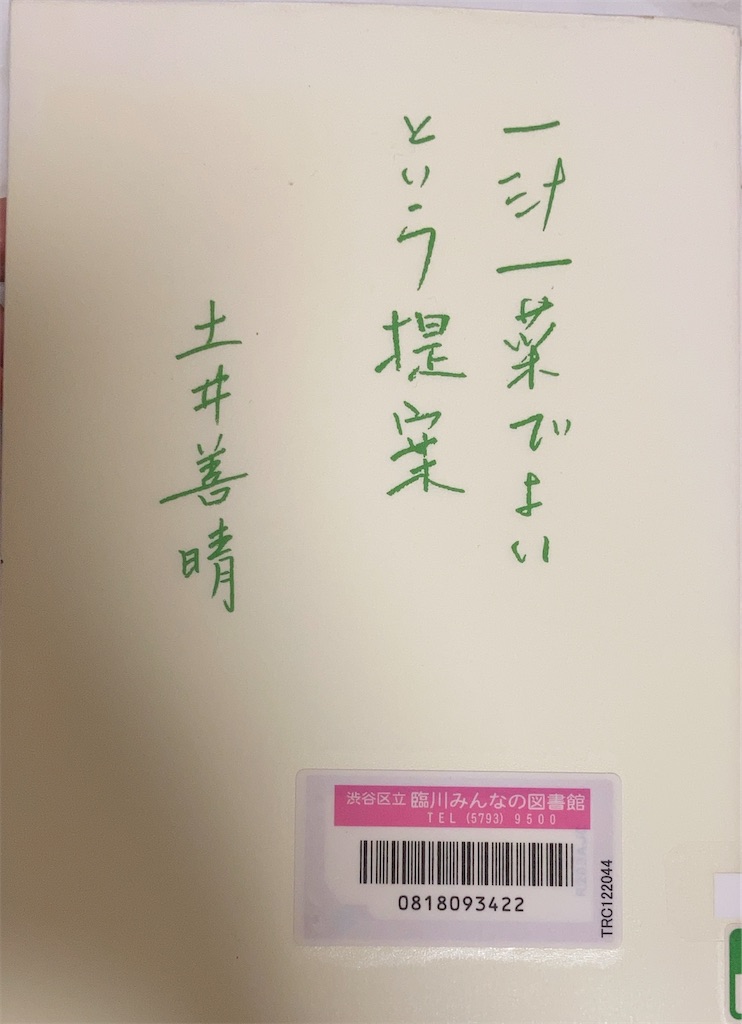 一汁一菜でよい
という提案
土井善晴
渋谷区立 臨川みんなの図書館
TEL (5793) 9500
0818093422
TRC122044